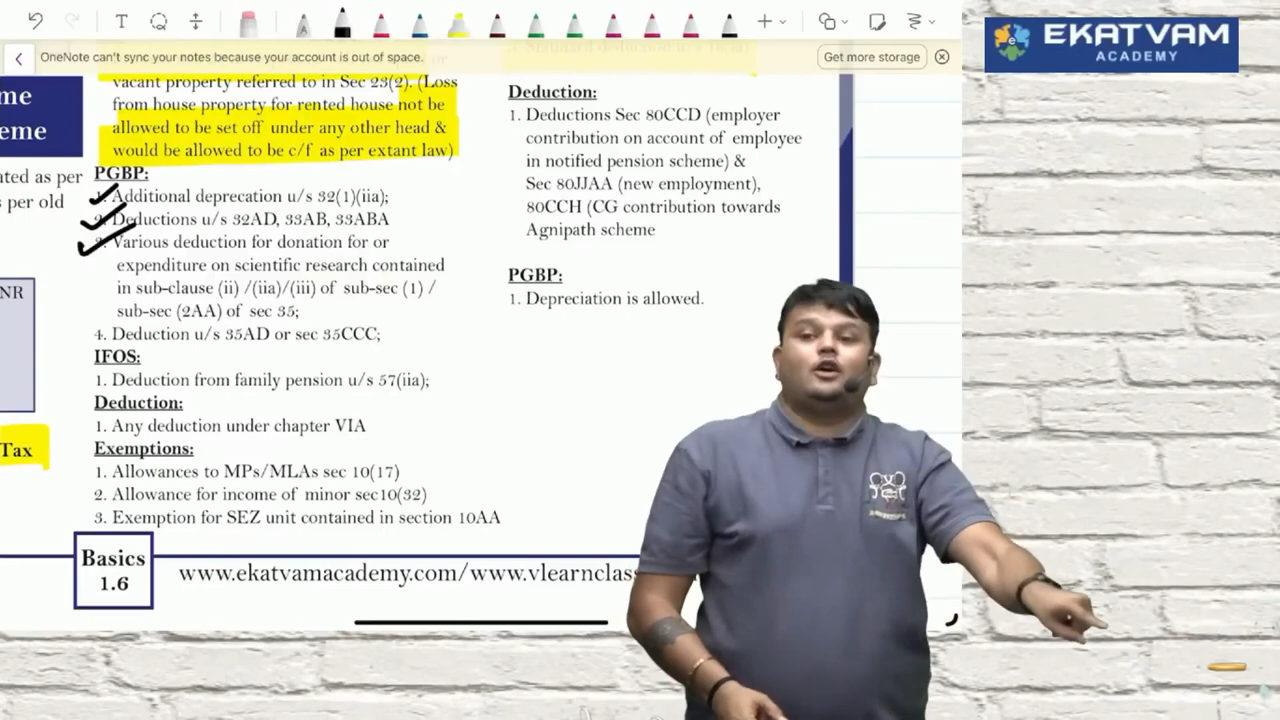 OneNote can't sync your notes because your account is out of space.
Get more storage
EKATVAM
ACADEMY
me
eme
ated as per
s per old
NR
Tax
vacant property referred to in Sec 23(2). (Loss
from house property for rented house not be
allowed to be set off under any other head &
would be allowed to be c/f as per extant law)
PGBP:
1. Additional deprecation u/s 32(1)(iia);
2. Deductions u/s 32AD, 33AB, 33ABA
3. Various deduction for donation for or
expenditure on scientific research contained
in sub-clause (ii) /(iia)/(iii) of sub-sec (1) /
sub-sec (2AA) of sec 35;
4. Deduction u/s 35AD or sec 35CCC;
IFOS:
1. Deduction from family pension u/s 57(iia);
Deduction:
1. Any deduction under chapter VIA
Exemptions:
1. Allowances to MPs/MLAs sec 10(17)
2. Allowance for income of minor sec10(32)
3. Exemption for SEZ unit contained in section 10AA
Deduction:
1. Deductions Sec 80CCD (employer
contribution on account of employee
in notified pension scheme) &
Sec 80JJAA (new employment),
80CCH (CG contribution towards
Agnipath scheme
PGBP:
1. Depreciation is allowed.
Basics
1.6
www.ekatvamacademy.com/www.vlearnclass